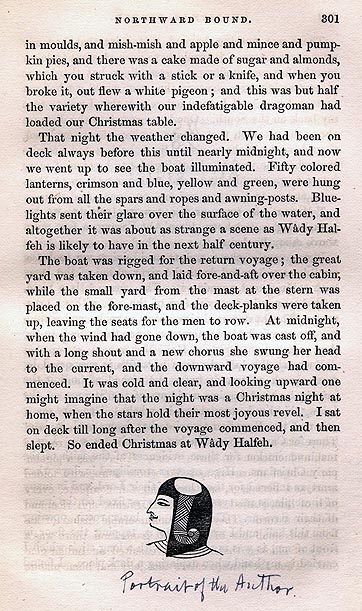 NORTHWARD BOUND. 301
in moulds, and mish-mish and apple and mince and pump-
kin pies, and there was a cake made of sugar and almonds,
which you struck with a stick or a knife, and when you
broke it, out flew a white pigeon; and this was but half
the variety wherewith our indefatigable dragoman had
loaded our Christmas table.
That night the weather changed. We had been on
deck always before this until nearly midnight, and now
we went up to see the boat illuminated. Fifty colored
lanterns, crimson and blue, yellow and green, were hung
out from all the spars and ropes and awning-posts. Blue-
lights sent their glare over the surface of the water, and
altogether it was about as strange a scene as Wâdy Hal-
feh is likely to have in the next half century.
The boat was rigged for the return voyage; the great
yard was taken down, and laid fore-and-aft over the cabin,
while the small yard from the mast at the stern was
placed on the fore-mast, and the deck-planks were taken
up, leaving the seats for the men to row. At midnight,
when the wind had gone down, the boat was cast off, and
with a long shout and a new chorus she swung her head
to the current, and the downward voyage had com-
menced. It was cold and clear, and looking upward one
might imagine that the night was a Christmas night at
home, when the stars hold their most joyous revel. I sat
on deck till long after the voyage commenced, and then
slept. So ended Christmas at Wâdy Halfeh.
Portrait of the Author.